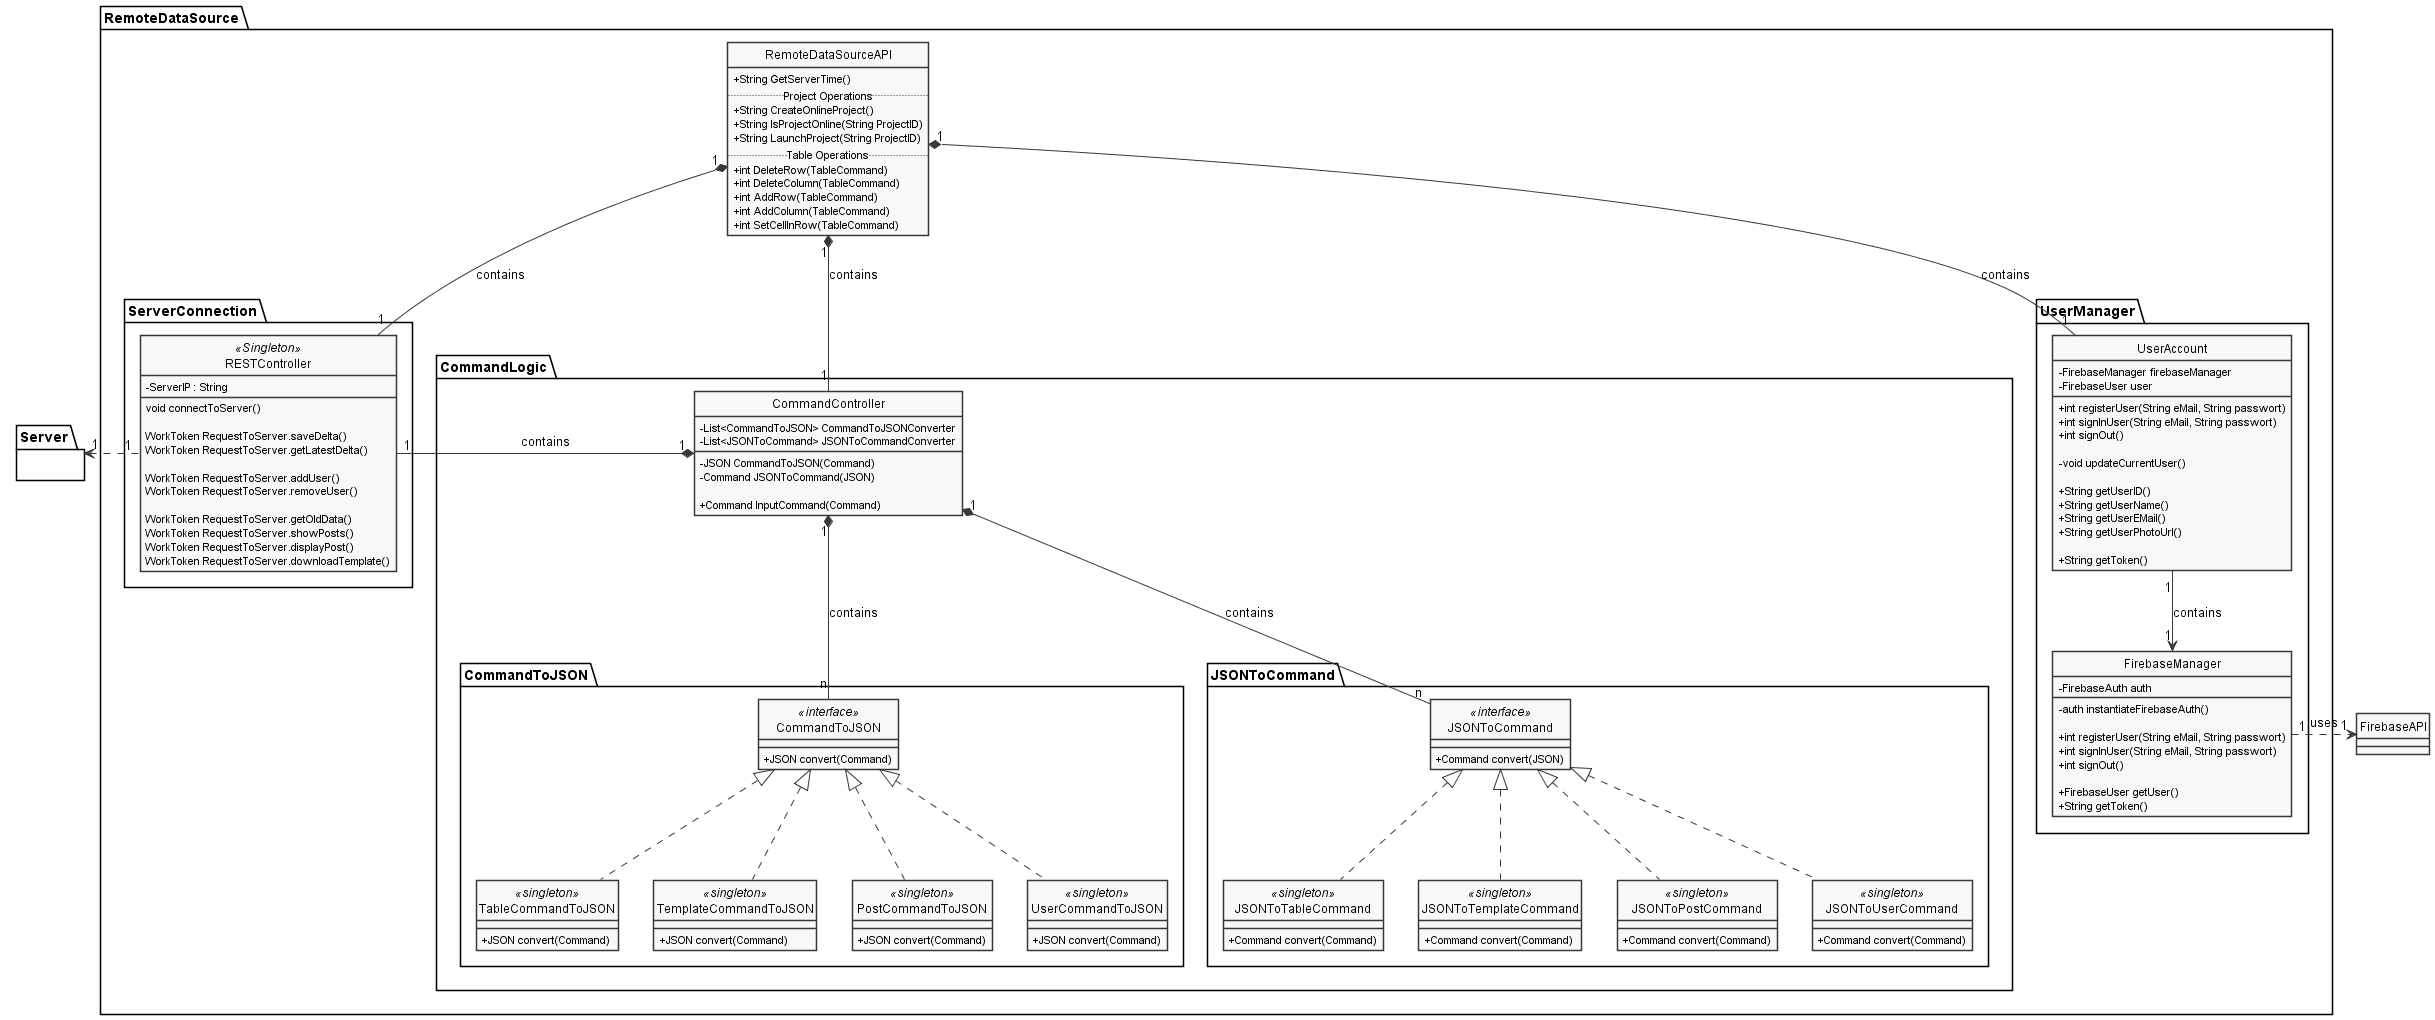 RemoteDataSource
RemoteDataSourceAPI
+String GetServerTime()
Project Operations
+String CreateOnlineProject()
+String IsProjectOnline(String ProjectID)
+String LaunchProject(String ProjectID)
Table Operations
+int DeleteRow(TableCommand)
+int DeleteColumn(TableCommand)
+int AddRow(TableCommand)
+int AddColumn(TableCommand)
+int SetCellInRow(TableCommand)
1
1
1
contains
contains
contains
1
1
1
ServerConnection
«Singleton»
RESTController
-ServerIP : String
void connectToServer()
WorkToken RequestToServer.saveDelta()
WorkToken RequestToServer.getLatestDelta()
WorkToken RequestToServer.addUser()
WorkToken RequestToServer.removeUser()
WorkToken RequestToServer.getOldData()
WorkToken RequestToServer.showPosts()
WorkToken RequestToServer.displayPost()
WorkToken RequestToServer.downloadTemplate()
Server
1
1
1
contains
1
CommandLogic
CommandController
-List<CommandToJSON> CommandToJSONConverter
-List<JSONToCommand> JSONToCommandConverter
-JSON CommandToJSON(Command)
-Command JSONToCommand(JSON)
+Command InputCommand(Command)
1
1
contains
contains
n
n
UserManager
UserAccount
-FirebaseManager firebaseManager
-FirebaseUser user
+int registerUser(String eMail, String passwort)
+int signInUser(String eMail, String passwort)
+int signOut()
-void updateCurrentUser()
+String getUserID()
+String getUserName()
+String getUserEMail()
+String getUserPhotoUrl()
+String getToken()
1
contains
1
FirebaseManager
-FirebaseAuth auth
-auth instantiateFirebaseAuth()
+int registerUser(String eMail, String passwort)
+int signInUser(String eMail, String passwort)
+int signOut()
+FirebaseUser getUser()
+String getToken()
1
uses
1
FirebaseAPI
CommandToJSON
«interface»
CommandToJSON
+JSON convert(Command)
«singleton»
TableCommandToJSON
+JSON convert(Command)
«singleton»
TemplateCommandToJSON
+JSON convert(Command)
«singleton»
PostCommandToJSON
+JSON convert(Command)
«singleton»
UserCommandToJSON
+JSON convert(Command)
JSONToCommand
«interface»
JSONToCommand
+Command convert(JSON)
«singleton»
JSONToTableCommand
+Command convert(Command)
«singleton»
JSONToTemplateCommand
+Command convert(Command)
«singleton»
JSONToPostCommand
+Command convert(Command)
«singleton»
JSONToUserCommand
+Command convert(Command)